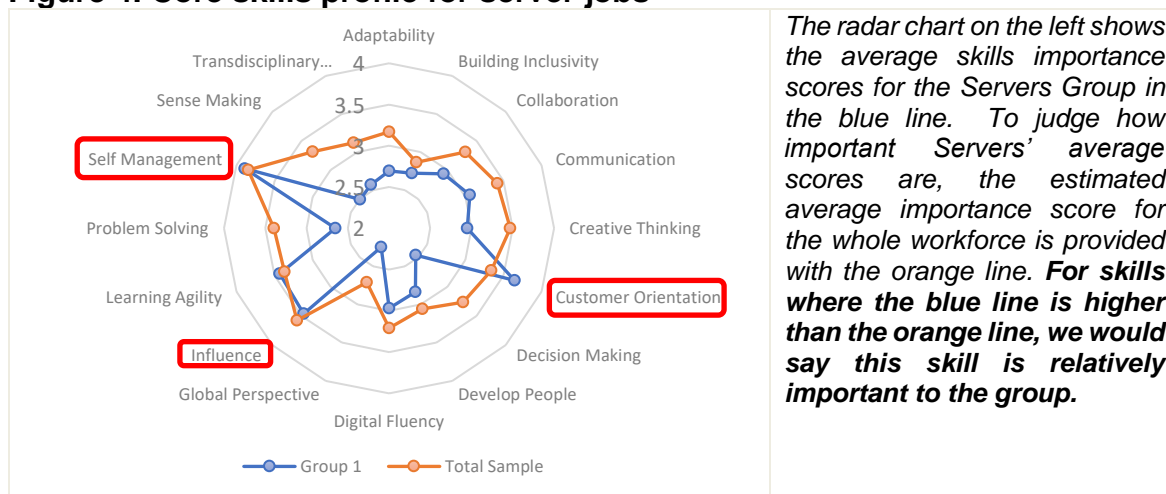 Figure 4: Core skills profile for server jobs
Adaptability
Building Inclusivity
Collaboration
Communication
Creative Thinking
Customer Orientation
Decision Making
Develop People
Digital Fluency
Global Perspective
Influence
Learning Agility
Problem Solving
Self Management
Sense Making
Transdisciplinary...
4
3.5
3
2.5
2
Group 1
Total Sample
The radar chart on the left shows
the average skills importance
scores for the Servers Group in
the blue line. To judge how
important Servers' average
scores are, the estimated
average importance score for
the whole workforce is provided
with the orange line. For skills
where the blue line is higher
than the orange line, we would
say this skill is relatively
important to the group.